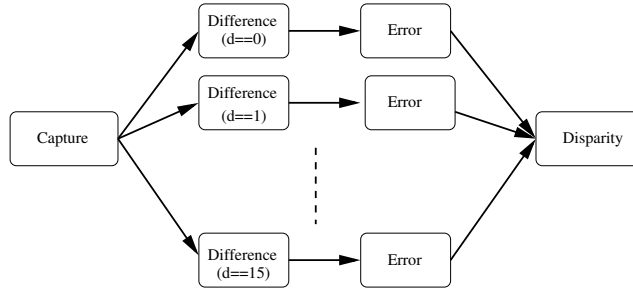 Difference
(d==0)
Error
Difference
(d==1)
Error
Capture
Disparity
Difference
(d==15)
Error